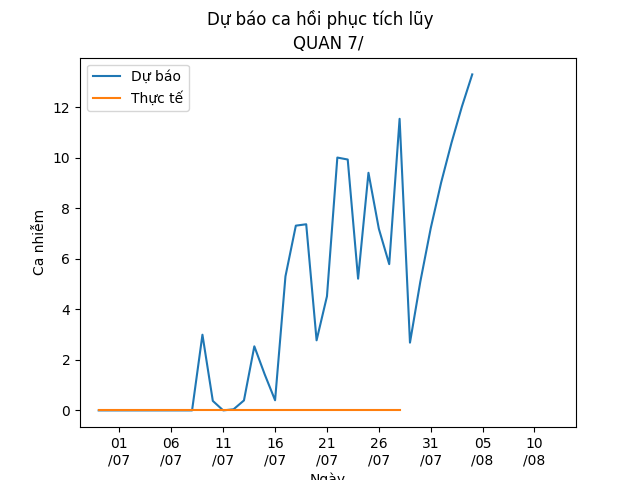 Dự báo ca hồi phục tích lũy
QUAN 7/
Dự báo
Thực tế
Ca nhiễm
12
10
8
6
4
2
0
01 06 11 16 21 26 31 05 10
/07 /07 /07 /07 /07 /07 /07 /08 /08
Ngày